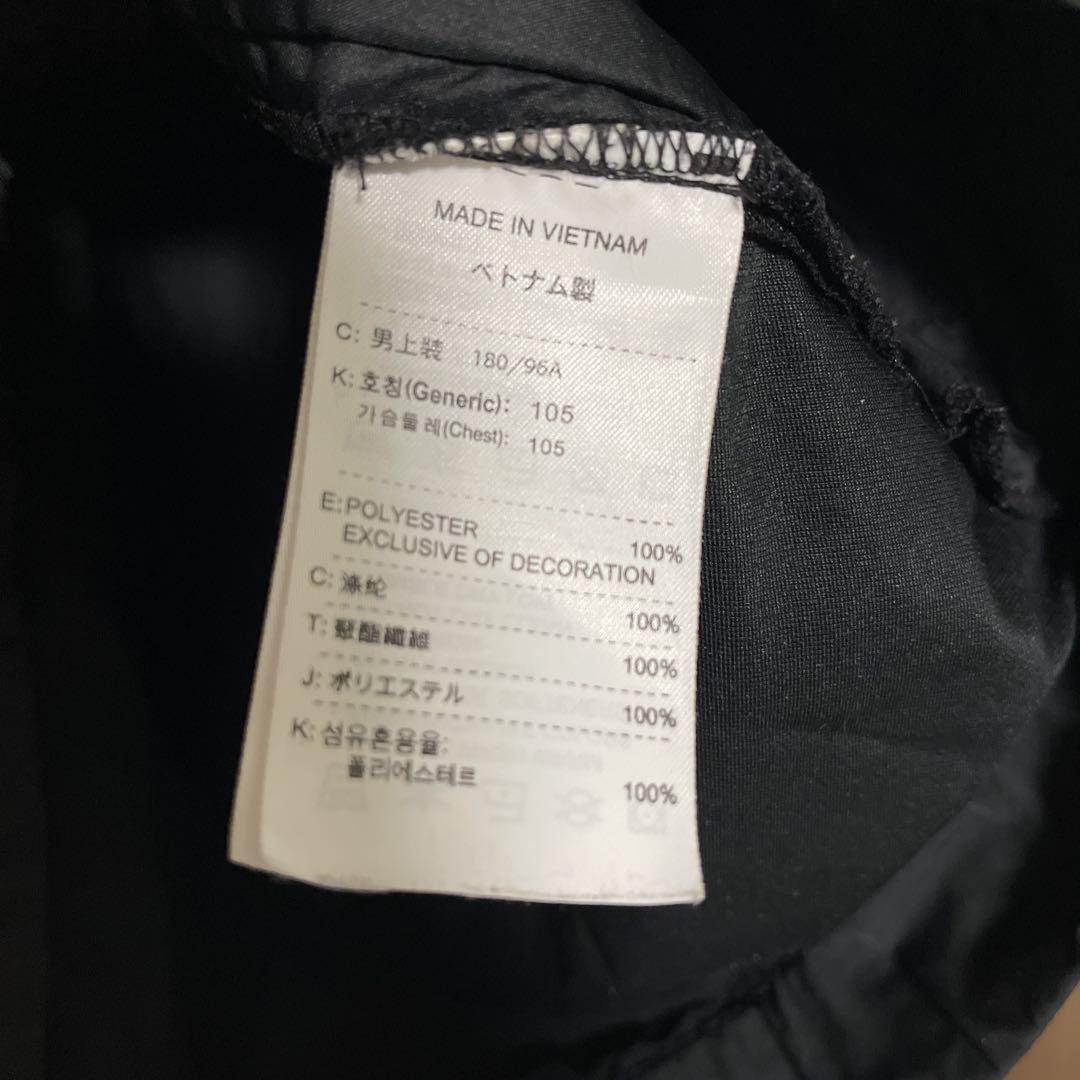 MADE IN VIETNAM
ベトナム製
C: 男上装 180/96A
K: 호칭(Generic): 105
가슴둘레(Chest): 105
E: POLYESTER 100%
EXCLUSIVE OF DECORATION
C: 涤纶 100%
T: 聚酯纖維 100%
J: ポリエステル 100%
K: 섬유혼용율:
폴리에스테르 100%